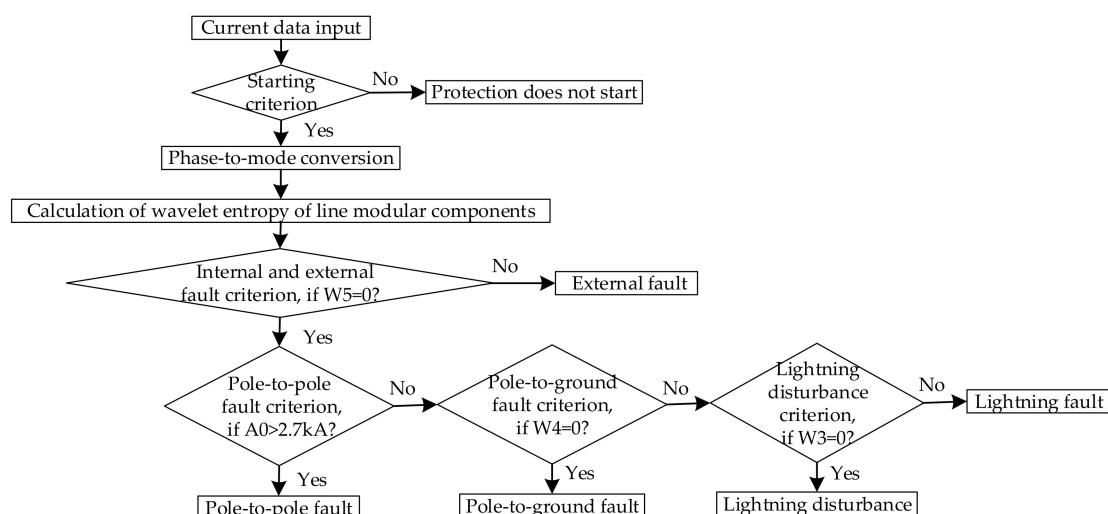 Current data input
Starting
criterion
No
Protection does not start
Yes
Phase-to-mode conversion
Calculation of wavelet entropy of line modular components
Internal and external
fault criterion, if W5=0?
No
External fault
Yes
Pole-to-pole
fault criterion,
if A0>2.7kA?
No
Pole-to-ground
fault criterion,
if W4=0?
No
Lightning
disturbance
criterion,
if W3=0?
No
Lightning fault
Yes
Yes
Yes
Pole-to-pole fault
Pole-to-ground fault
Lightning disturbance